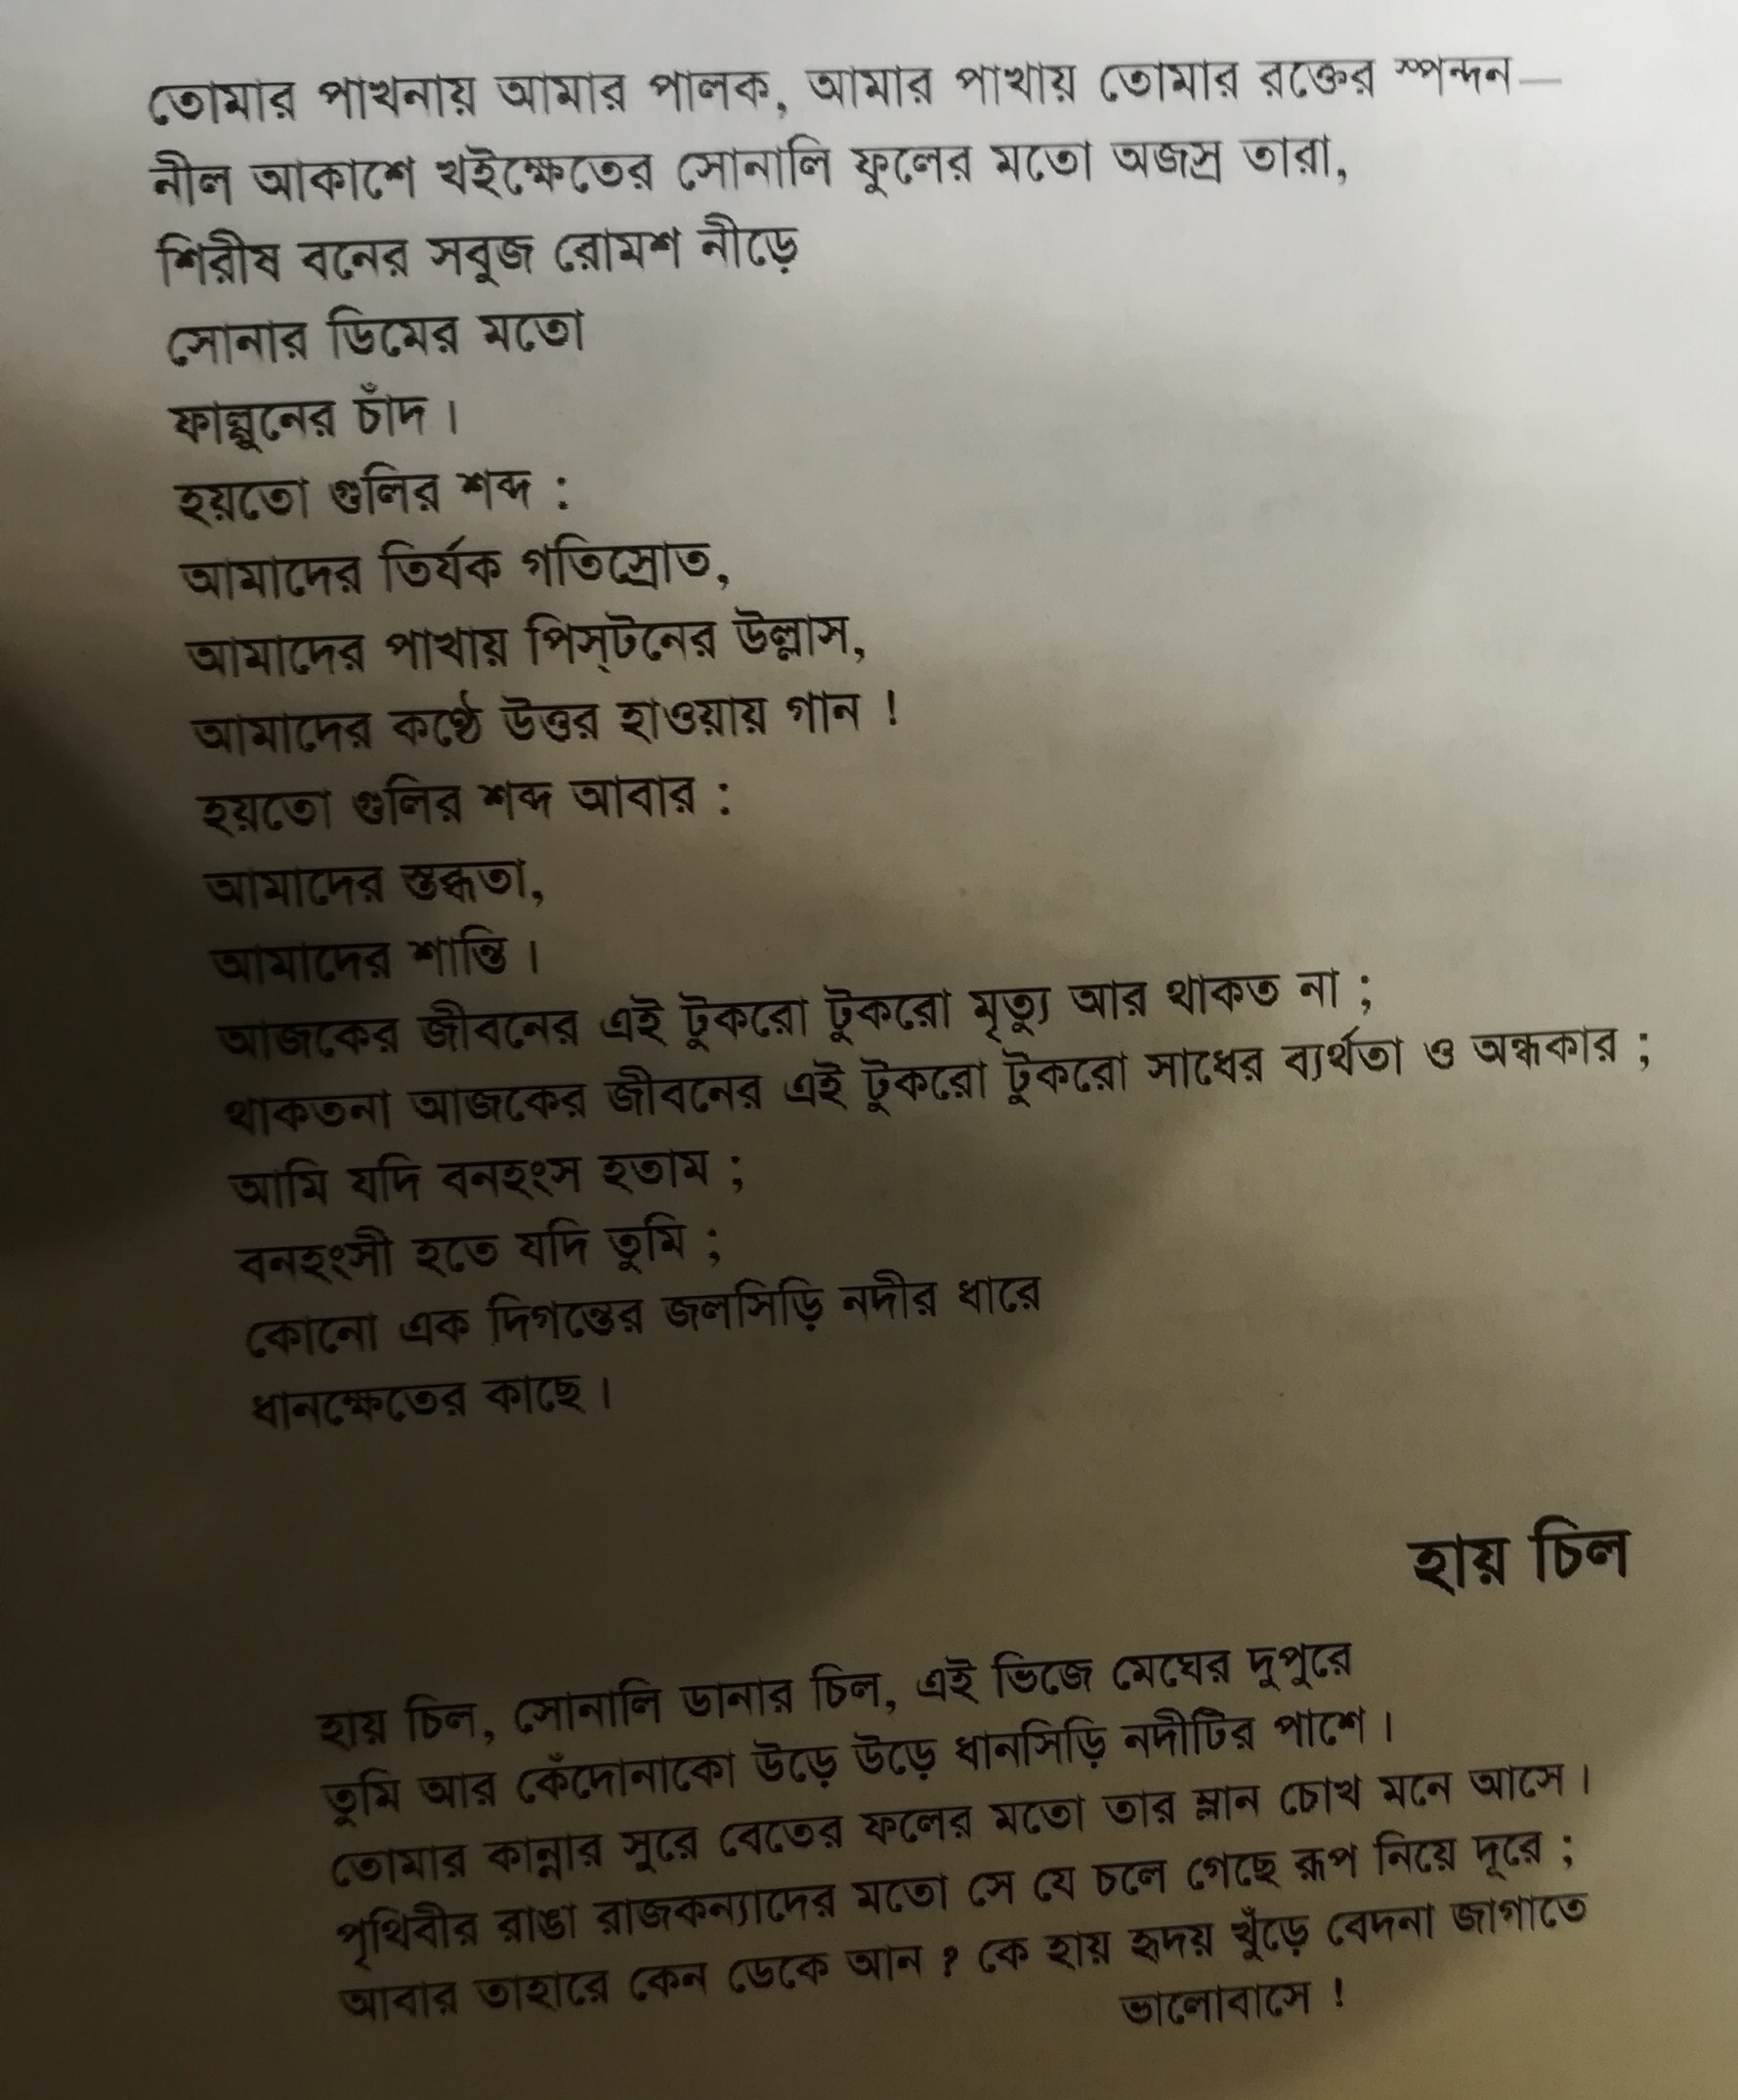 তোমার পাখনায় আমার পালক, আমার পাখায় তোমার রক্তের স্পন্দন—
নীল আকাশে খইক্ষেতের সোনালি ফুলের মতো অজস্র তারা,
শিরীষ বনের সবুজ রোমশ নীড়ে
সোনার ডিমের মতো
ফাল্গুনের চাঁদ।
হয়তো গুলির শব্দ :
আমাদের তির্যক গতিস্রোত,
আমাদের পাখায় পিস্‌টনের উল্লাস,
আমাদের কণ্ঠে উত্তর হাওয়ায় গান !
হয়তো গুলির শব্দ আবার :
আমাদের স্তব্ধতা,
আমাদের শান্তি।
আজকের জীবনের এই টুকরো টুকরো মৃত্যু আর থাকত না ;
থাকতনা আজকের জীবনের এই টুকরো টুকরো সাধের ব্যর্থতা ও অন্ধকার ;
আমি যদি বনহংস হতাম ;
বনহংসী হতে যদি তুমি ;
কোনো এক দিগন্তের জলসিড়ি নদীর ধারে
ধানক্ষেতের কাছে।
হায় চিল
হায় চিল, সোনালি ডানার চিল, এই ভিজে মেঘের দুপুরে
তুমি আর কেঁদোনাকো উড়ে উড়ে ধানসিড়ি নদীটির পাশে।
তোমার কান্নার সুরে বেতের ফলের মতো তার ম্লান চোখ মনে আসে।
পৃথিবীর রাঙা রাজকন্যাদের মতো সে যে চলে গেছে রূপ নিয়ে দূরে ;
আবার তাহারে কেন ডেকে আন ? কে হায় হৃদয় খুঁড়ে বেদনা জাগাতে
ভালোবাসে !